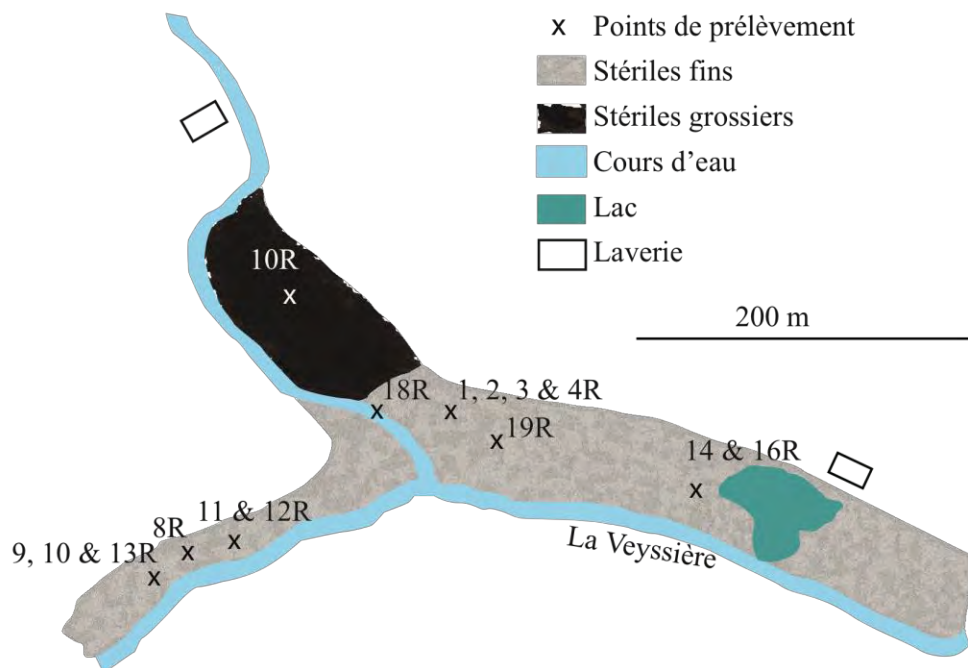 x Points de prélèvement
Stériles fins
Stériles grossiers
Cours d'eau
Lac
Laverie
10R
x
200 m
18R
x
1, 2, 3 & 4R
x
19R
x
14 & 16R
x
11 & 12R
x
8R
x
9, 10 & 13R
x
La Veyssière